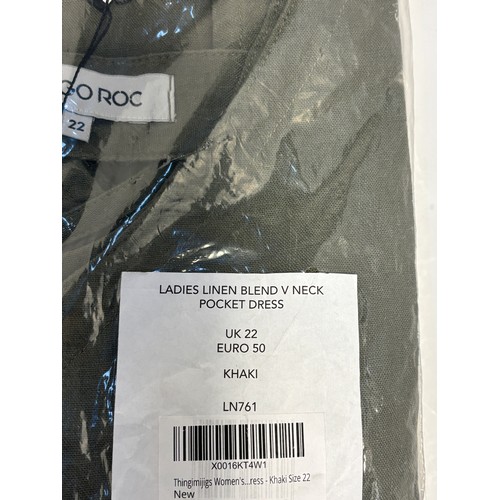 GO ROC
22
LADIES LINEN BLEND V NECK
POCKET DRESS
UK 22
EURO 50
KHAKI
LN761
X0016KT4W1
Thingimijigs Women's...ress - Khaki Size 22
New